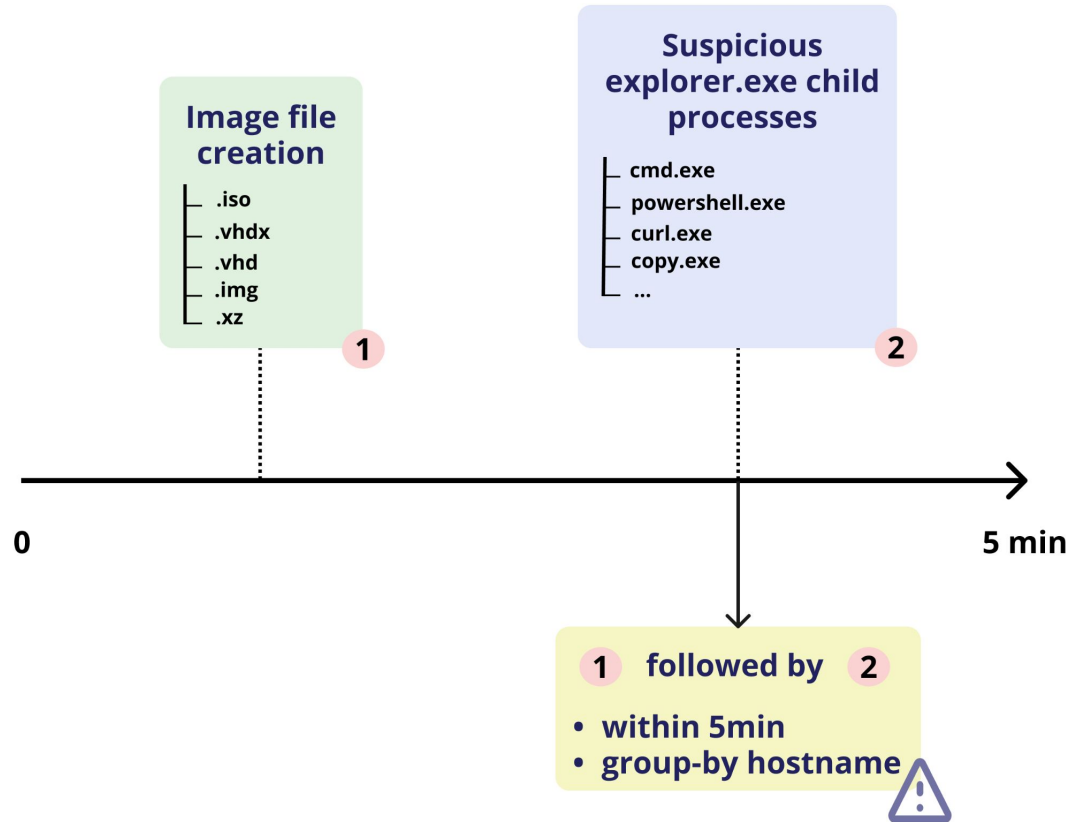 Image file
creation
.iso
.vhdx
.vhd
.img
.xz
1
Suspicious
explorer.exe child
processes
cmd.exe
powershell.exe
curl.exe
copy.exe
...
2
0
5 min
1 followed by 2
• within 5min
• group-by hostname